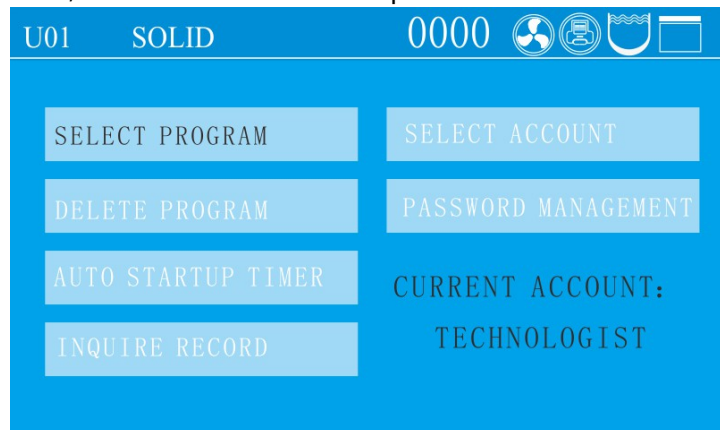 U01 SOLID 0000
SELECT PROGRAM
DELETE PROGRAM
AUTO STARTUP TIMER
INQUIRE RECORD
SELECT ACCOUNT
PASSWORD MANAGEMENT
CURRENT ACCOUNT:
TECHNOLOGIST